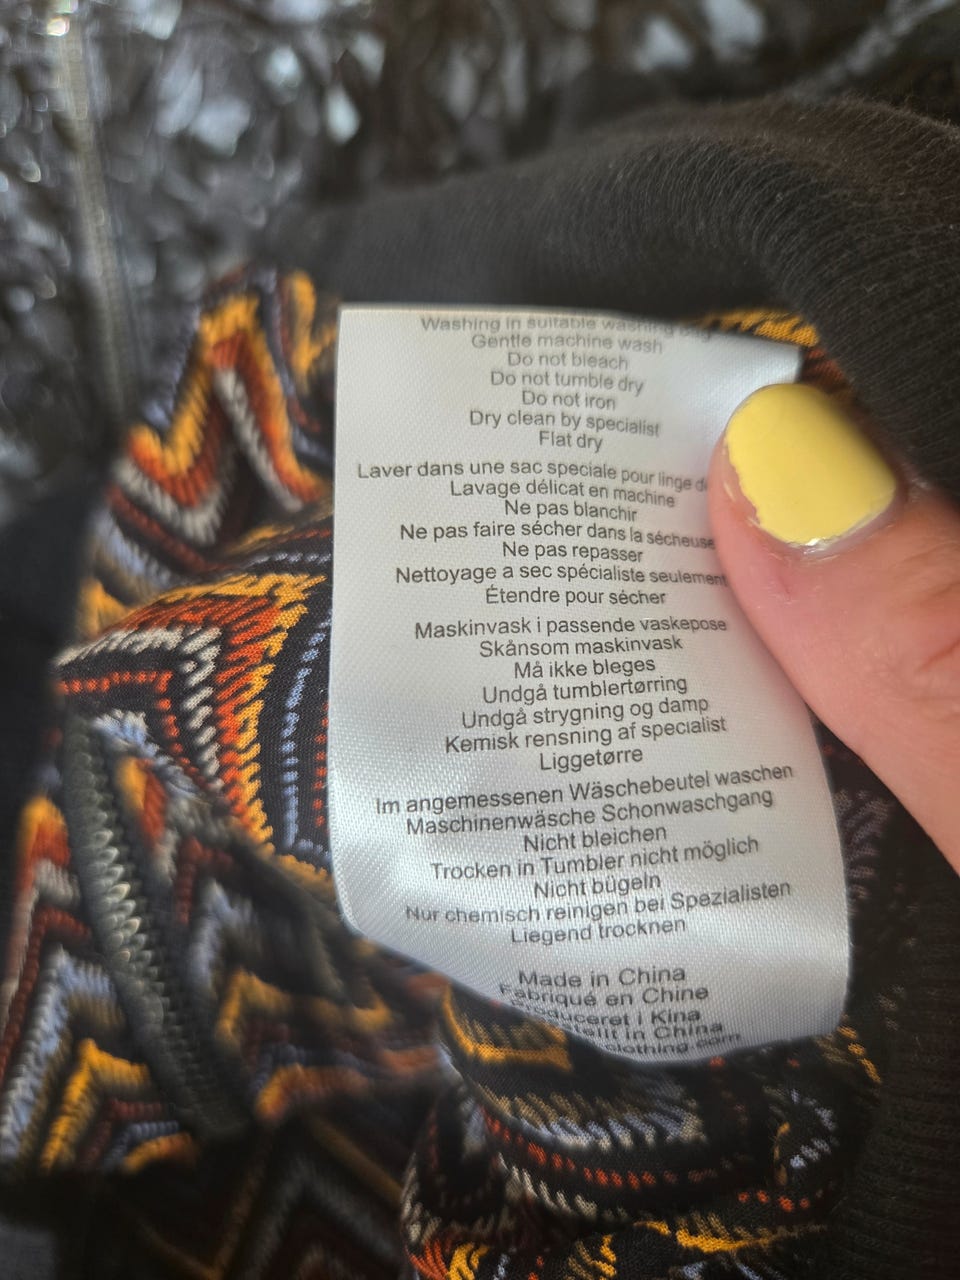 Washing in suitable washing bag
Gentle machine wash
Do not bleach
Do not tumble dry
Do not iron
Dry clean by specialist
Flat dry
Laver dans une sac speciale pour linge
Lavage délicat en machine
Ne pas blanchir
Ne pas faire sécher dans la sécheuse
Ne pas repasser
Nettoyage a sec spécialiste seulement
Étendre pour sécher
Maskinvask i passende vaskepose
Skånsom maskinvask
Må ikke bleges
Undgå tumblertørring
Undgå strygning og damp
Kemisk rensning af specialist
Liggetørre
Im angemessenen Wäschebeutel waschen
Maschinenwäsche Schonwaschgang
Nicht bleichen
Trocken in Tumbler nicht möglich
Nicht bügeln
Nur chemisch reinigen bei Spezialisten
Liegend trocknen
Made in China
Fabriqué en Chine
i Kina
in China